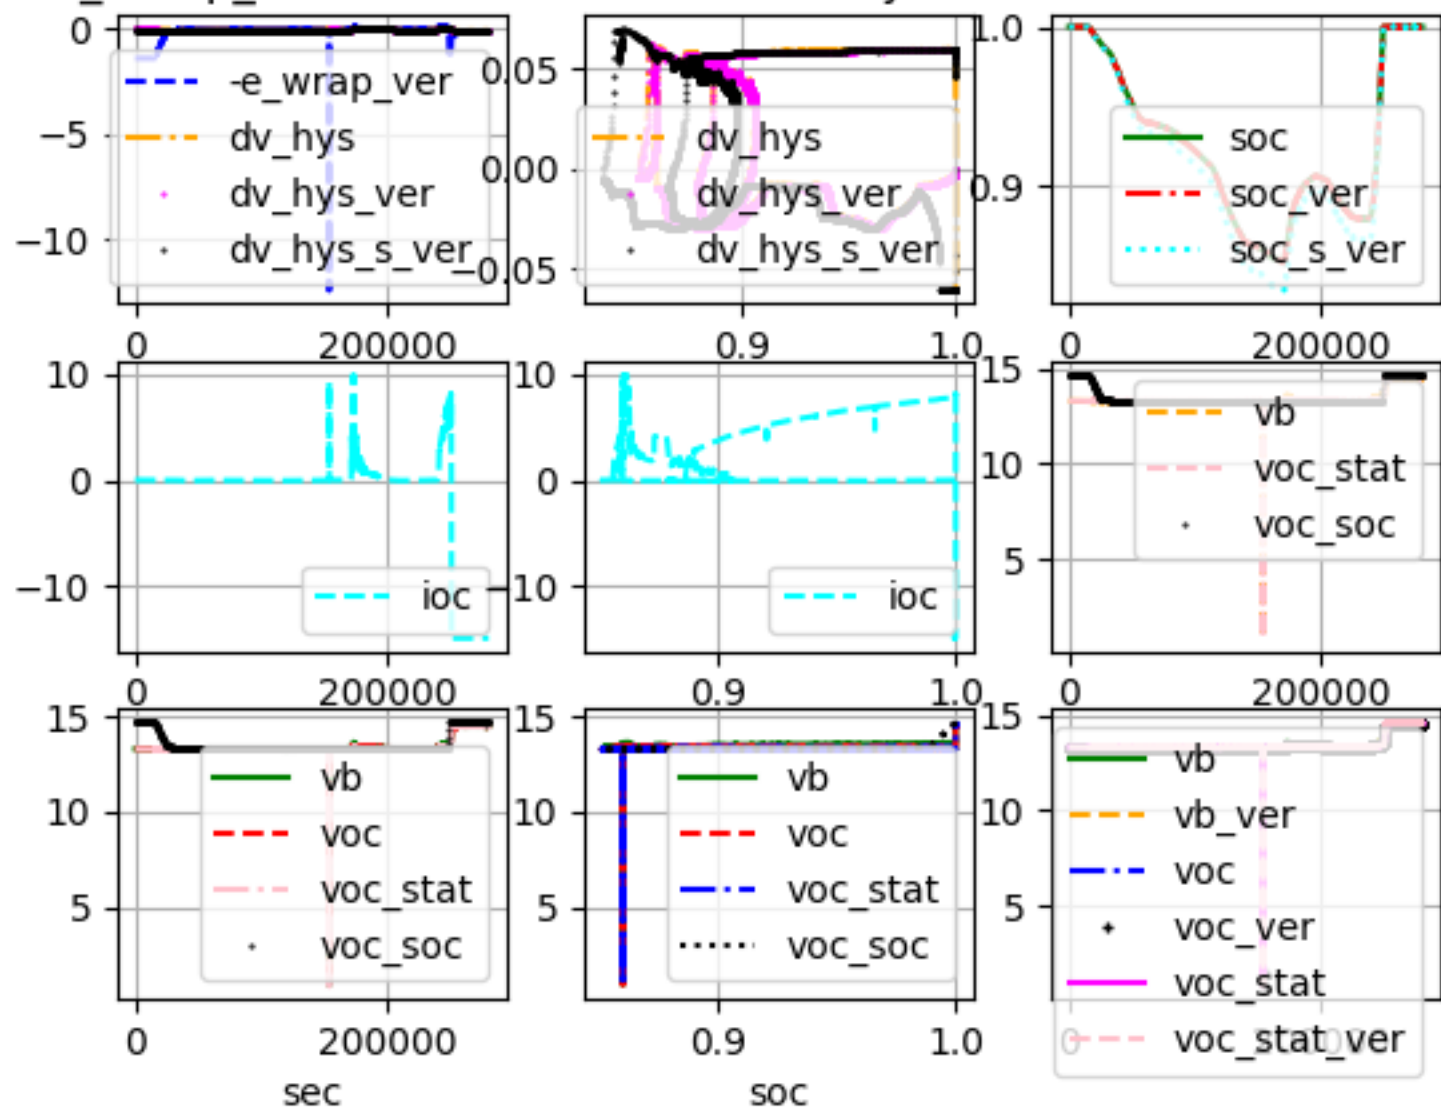 0
-e_wrap_ver
−5
dv_hys
dv_hys_ver
−10
dv_hys_s_ver
0
200000
0.05
dv_hys
0.00
dv_hys_ver
−0.05
dv_hys_s_ver
0.9
1.0
1.0
soc
0.9
soc_ver
soc_s_ver
0
200000
10
0
−10
ioc
0
200000
10
0
−10
ioc
0.9
1.0
15
vb
10
voc_stat
voc_soc
5
0
200000
15
vb
10
voc
voc_stat
5
voc_soc
0
200000
sec
15
vb
10
voc
voc_stat
5
voc_soc
0.9
1.0
soc
15
vb
10
vb_ver
voc
5
voc_ver
voc_stat
voc_stat_ver
0
200000